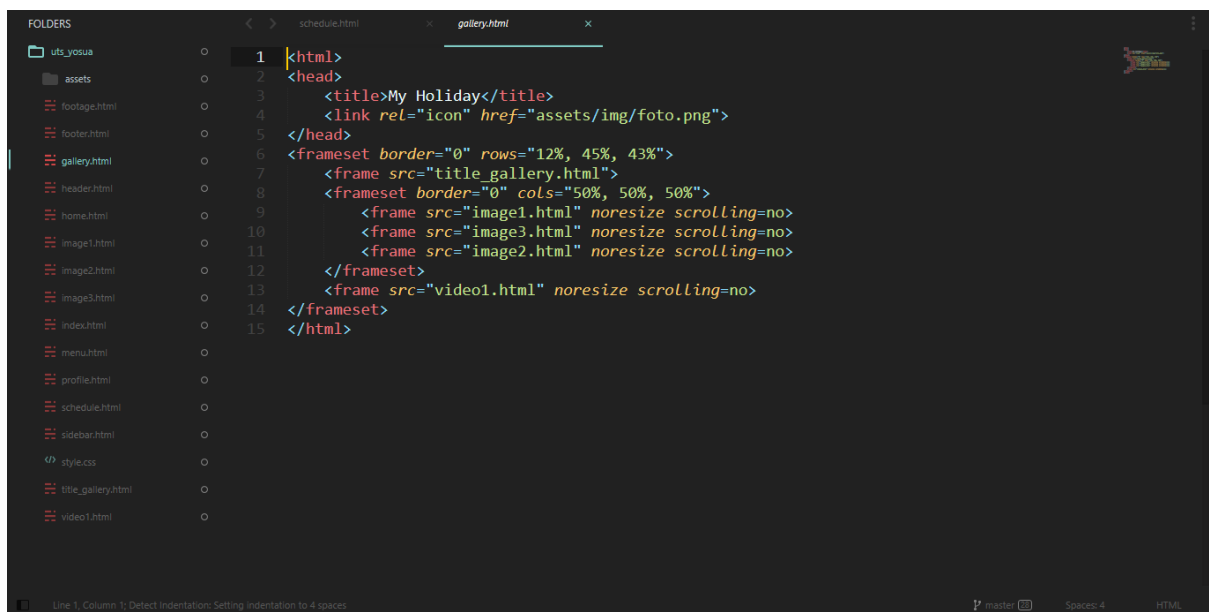 FOLDERS
uts_yosua
assets
footage.html
footer.html
gallery.html
header.html
home.html
image1.html
image2.html
image3.html
index.html
menu.html
profile.html
schedule.html
sidebar.html
style.css
title_gallery.html
video1.html
schedule.html × gallery.html ×
1 <html>
2 <head>
3     <title>My Holiday</title>
4     <link rel="icon" href="assets/img/foto.png">
5 </head>
6 <frameset border="0" rows="12%, 45%, 43%">
7     <frame src="title_gallery.html">
8     <frameset border="0" cols="50%, 50%, 50%">
9         <frame src="image1.html" noresize scrolling=no>
10         <frame src="image3.html" noresize scrolling=no>
11         <frame src="image2.html" noresize scrolling=no>
12     </frameset>
13     <frame src="video1.html" noresize scrolling=no>
14 </frameset>
15 </html>
Line 1, Column 1; Detect Indentation: Setting indentation to 4 spaces
master 28 Spaces: 4 HTML